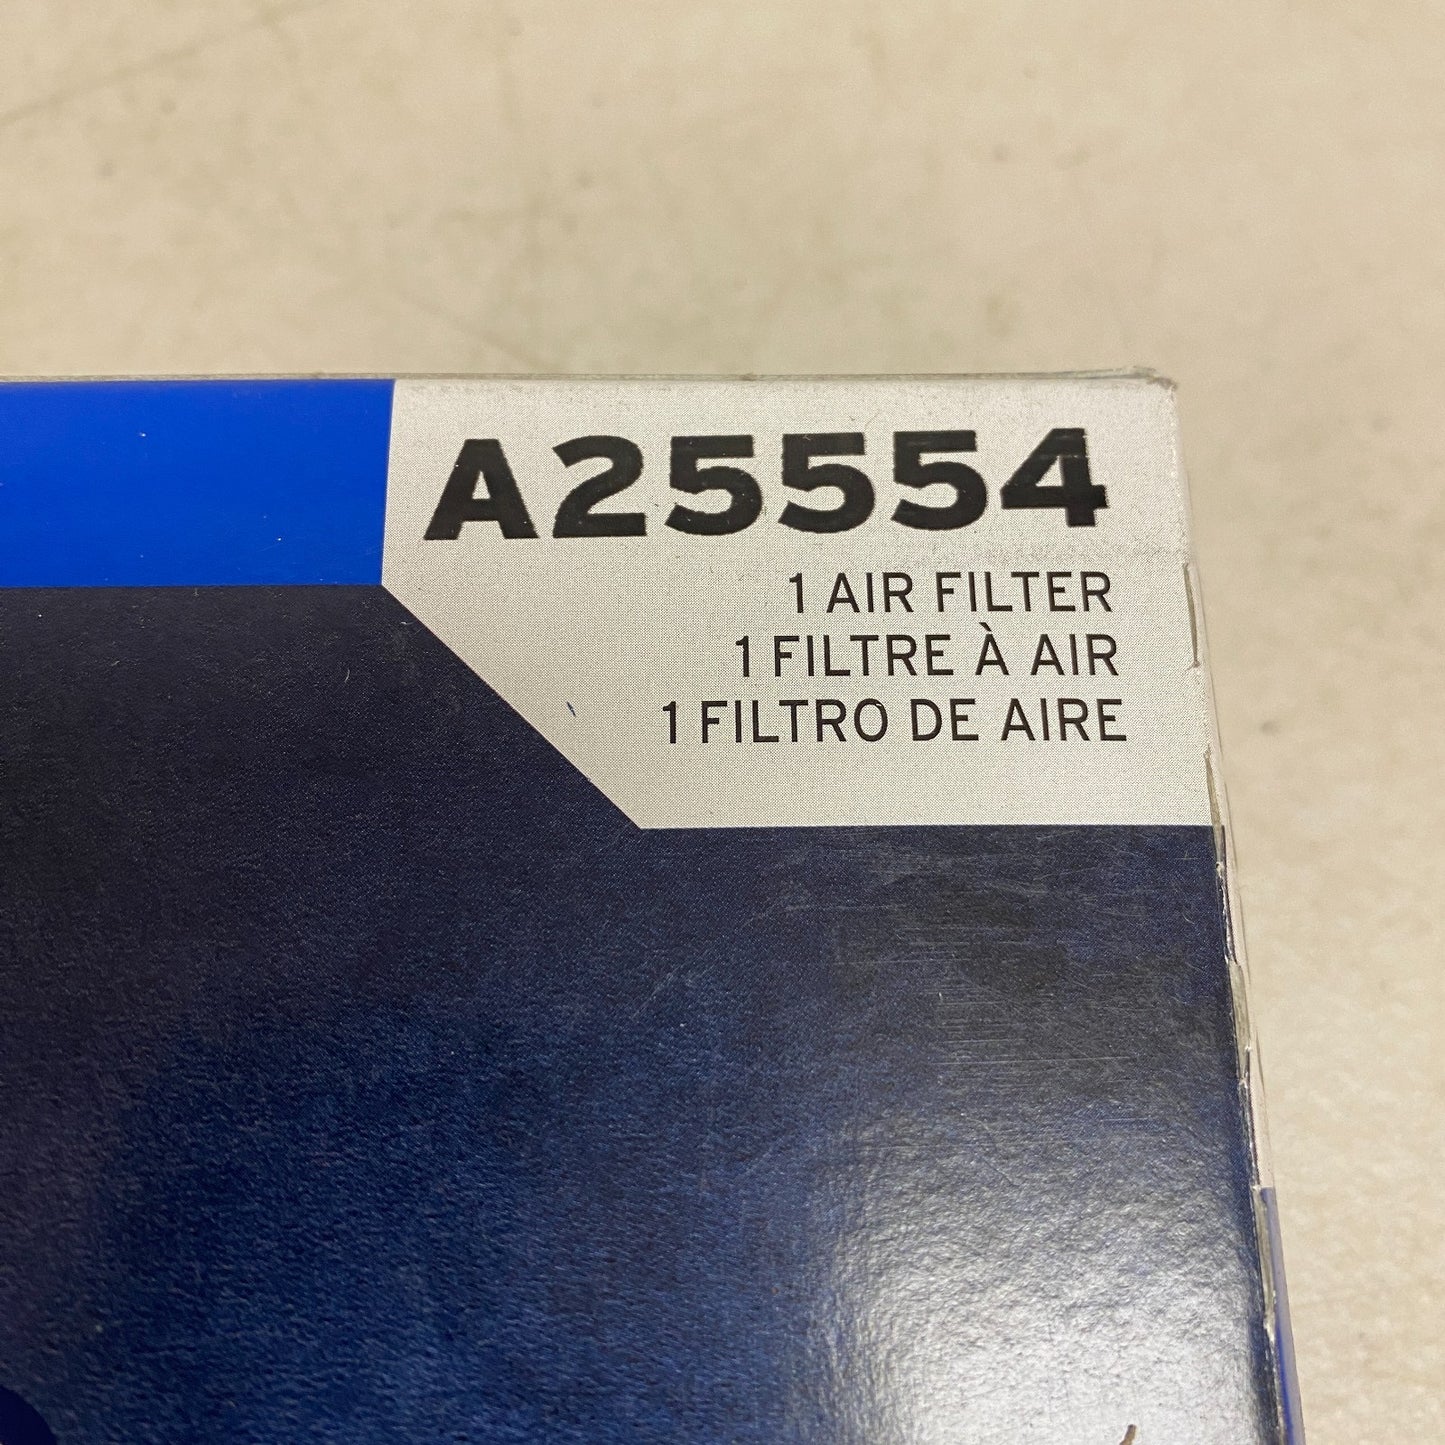 A25554
1 AIR FILTER
1 FILTRE À AIR
1 FILTRO DE AIRE